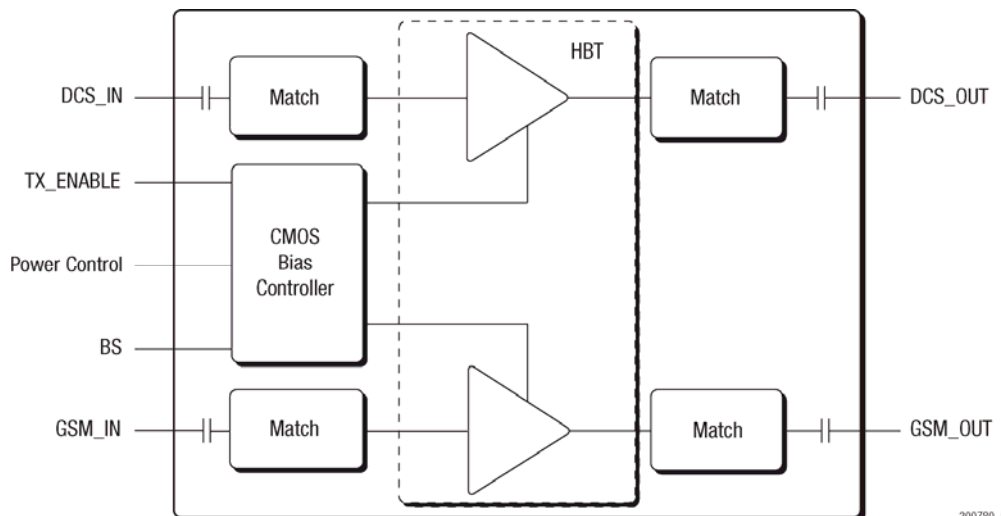 HBT
DCS_IN
Match
Match
DCS_OUT
TX_ENABLE
CMOS
Bias
Controller
Power Control
BS
GSM_IN
Match
Match
GSM_OUT